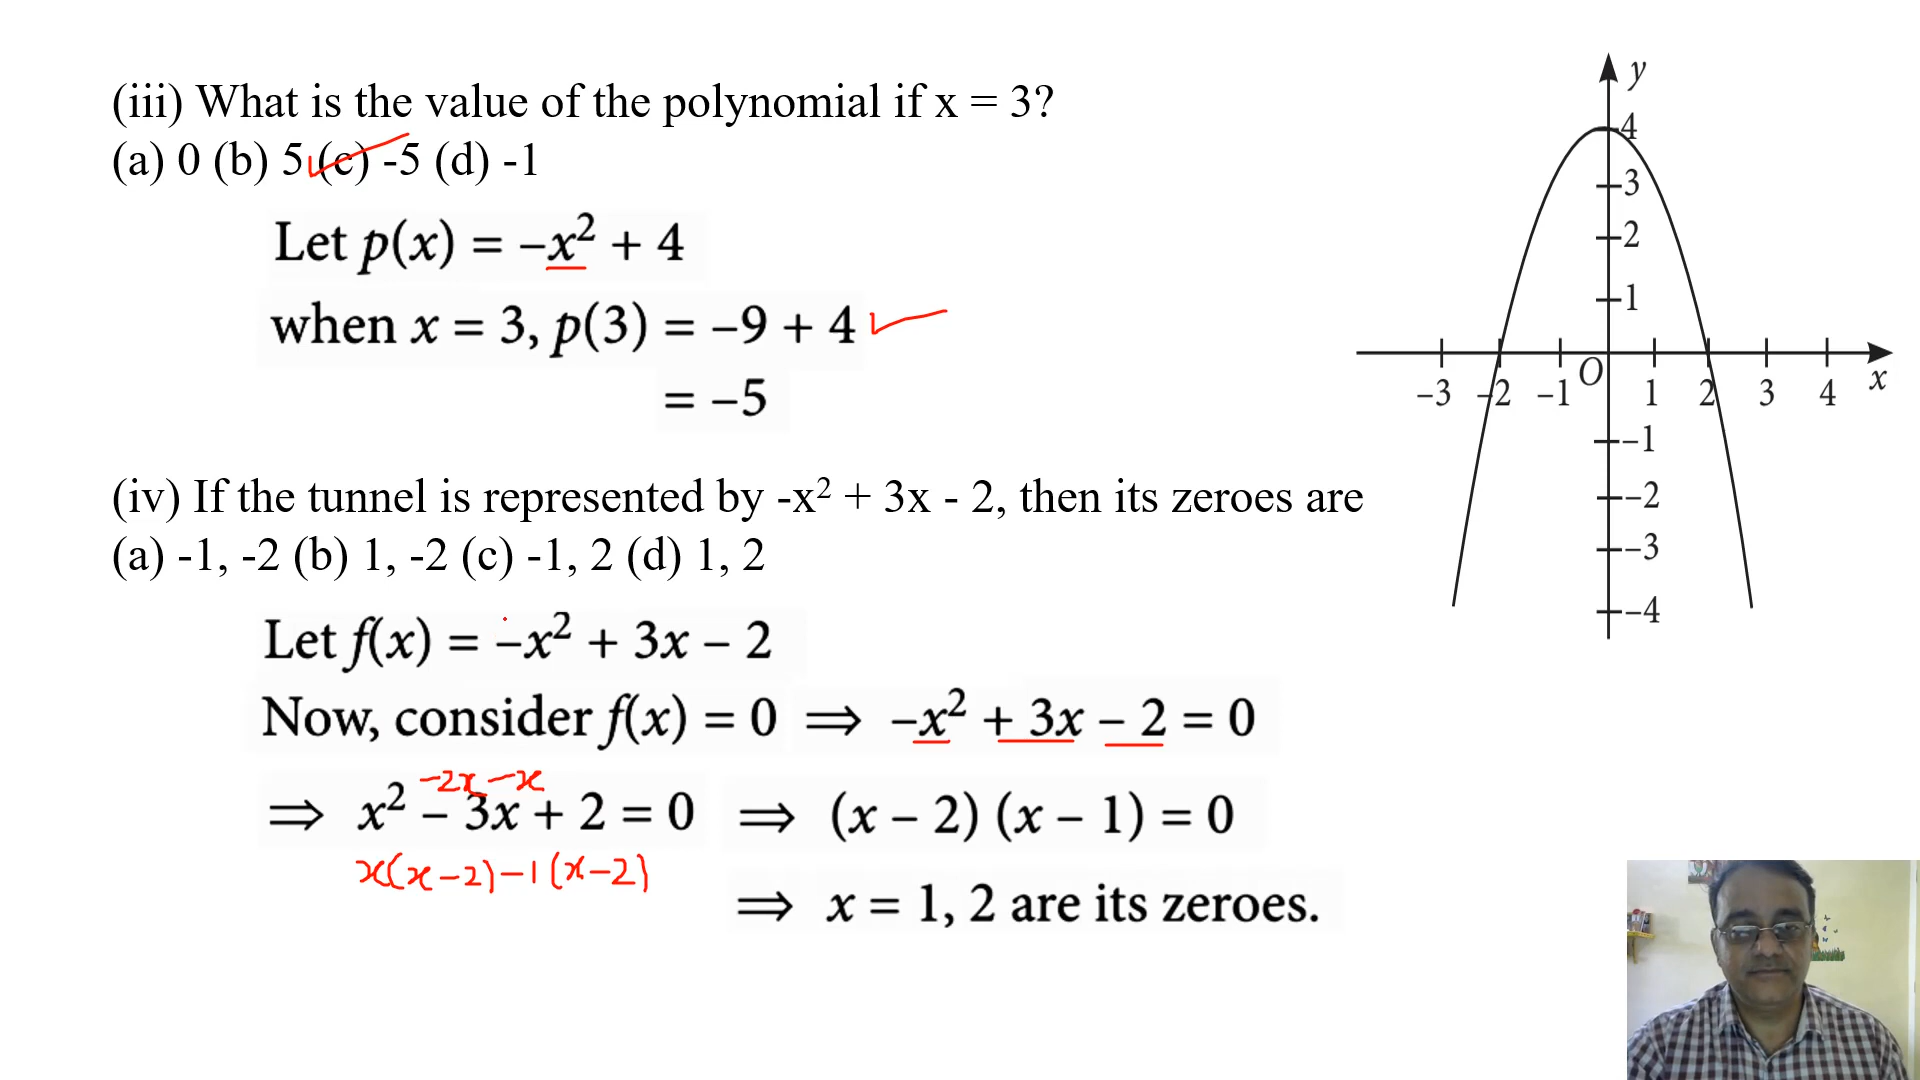 (iii) What is the value of the polynomial if x = 3?
(a) 0 (b) 5 (c) -5 (d) -1
Let p(x) = –x² + 4
when x = 3, p(3) = –9 + 4
= –5
(iv) If the tunnel is represented by -x² + 3x - 2, then its zeroes are
(a) -1, -2 (b) 1, -2 (c) -1, 2 (d) 1, 2
Let f(x) = –x² + 3x – 2
Now, consider f(x) = 0 ⟹ –x² + 3x – 2 = 0
–2x –x
⟹ x² – 3x + 2 = 0 ⟹ (x – 2) (x – 1) = 0
x(x–2)–1(x–2)
⟹ x = 1, 2 are its zeroes.
y
4
3
2
1
–3 –2 –1 O 1 2 3 4 x
–1
–2
–3
–4